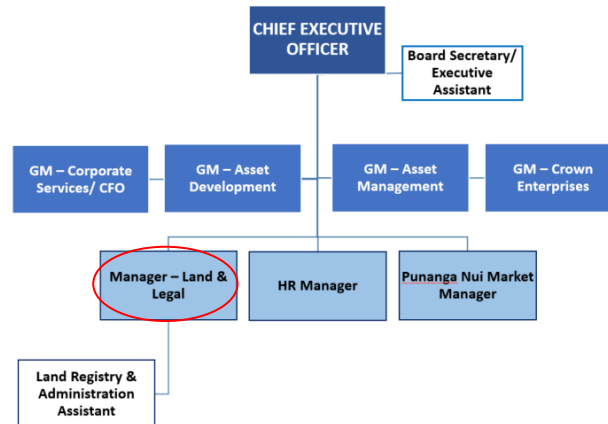 CHIEF EXECUTIVE
OFFICER
Board Secretary/
Executive
Assistant
GM – Corporate
Services/ CFO
GM – Asset
Development
GM – Asset
Management
GM – Crown
Enterprises
Manager – Land &
Legal
HR Manager
Punanga Nui Market
Manager
Land Registry &
Administration
Assistant